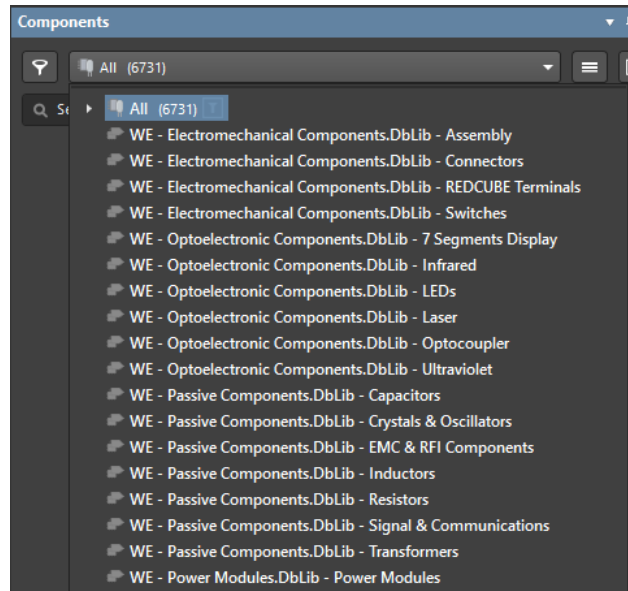 Components
All (6731)
Se
All (6731)
WE - Electromechanical Components.DbLib - Assembly
WE - Electromechanical Components.DbLib - Connectors
WE - Electromechanical Components.DbLib - REDCUBE Terminals
WE - Electromechanical Components.DbLib - Switches
WE - Optoelectronic Components.DbLib - 7 Segments Display
WE - Optoelectronic Components.DbLib - Infrared
WE - Optoelectronic Components.DbLib - LEDs
WE - Optoelectronic Components.DbLib - Laser
WE - Optoelectronic Components.DbLib - Optocoupler
WE - Optoelectronic Components.DbLib - Ultraviolet
WE - Passive Components.DbLib - Capacitors
WE - Passive Components.DbLib - Crystals & Oscillators
WE - Passive Components.DbLib - EMC & RFI Components
WE - Passive Components.DbLib - Inductors
WE - Passive Components.DbLib - Resistors
WE - Passive Components.DbLib - Signal & Communications
WE - Passive Components.DbLib - Transformers
WE - Power Modules.DbLib - Power Modules